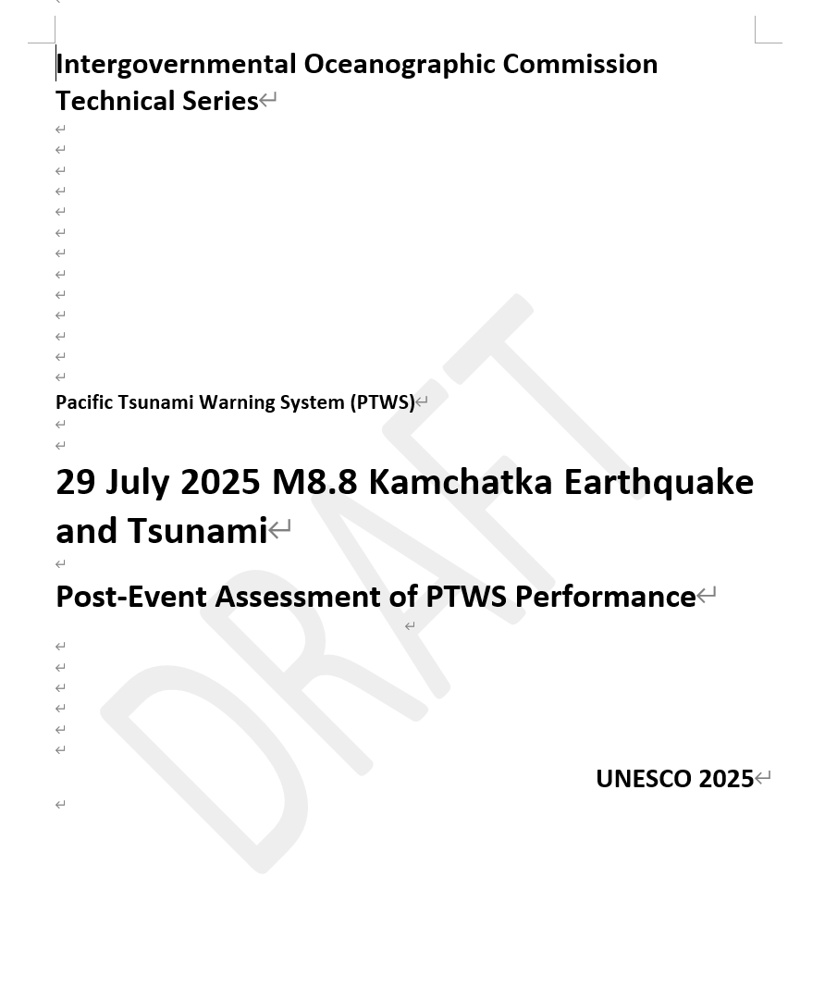 Intergovernmental Oceanographic Commission
Technical Series
Pacific Tsunami Warning System (PTWS)
29 July 2025 M8.8 Kamchatka Earthquake
and Tsunami
Post-Event Assessment of PTWS Performance
UNESCO 2025
DRAFT